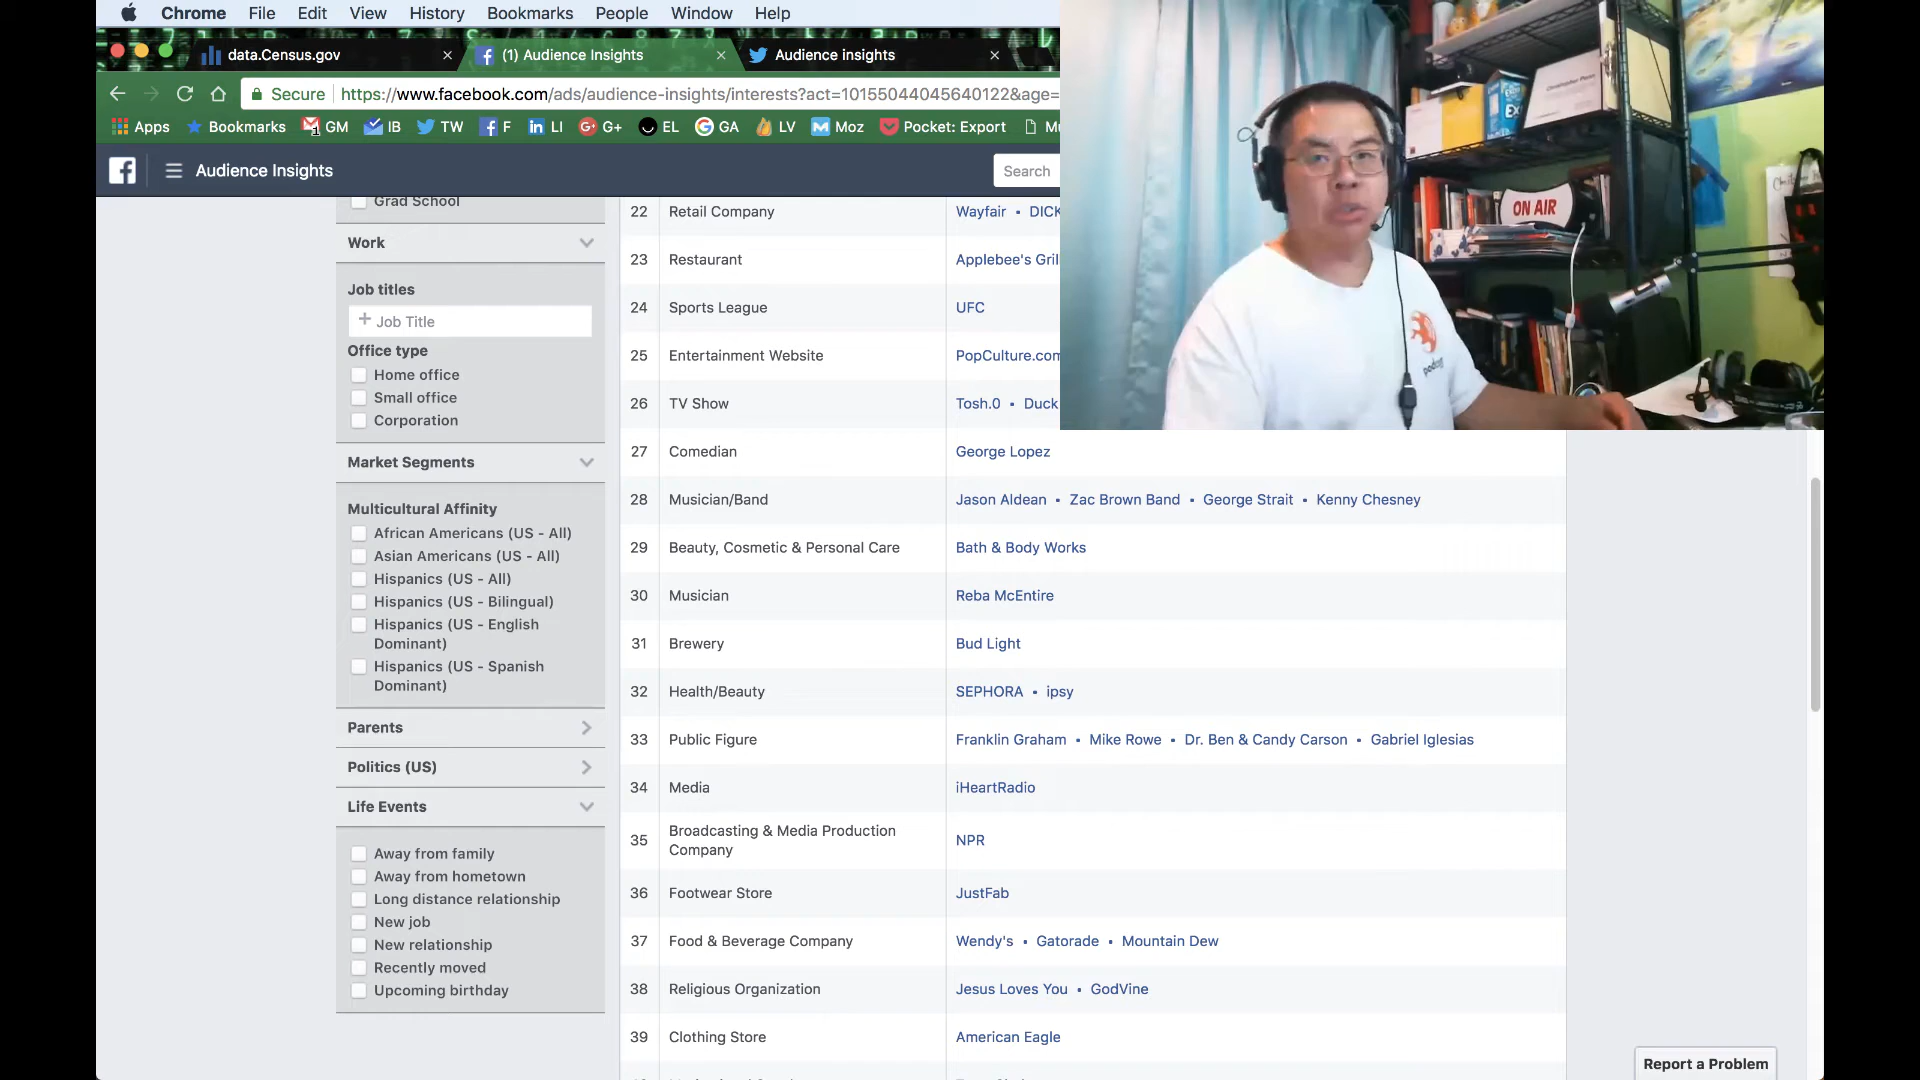 Chrome File Edit View History Bookmarks People Window Help
data.Census.gov (1) Audience Insights Audience insights
Secure https://www.facebook.com/ads/audience-insights/interests?act=10155044045640122&age=
Apps Bookmarks GM IB TW F LI G+ EL GA LV Moz Pocket: Export
Audience Insights Search
Grad School
Work
Job titles
+ Job Title
Office type
Home office
Small office
Corporation
Market Segments
Multicultural Affinity
African Americans (US - All)
Asian Americans (US - All)
Hispanics (US - All)
Hispanics (US - Bilingual)
Hispanics (US - English
Dominant)
Hispanics (US - Spanish
Dominant)
Parents
Politics (US)
Life Events
Away from family
Away from hometown
Long distance relationship
New job
New relationship
Recently moved
Upcoming birthday
22 Retail Company Wayfair • DICK
23 Restaurant Applebee's Gril
24 Sports League UFC
25 Entertainment Website PopCulture.com
26 TV Show Tosh.0 • Duck
27 Comedian George Lopez
28 Musician/Band Jason Aldean • Zac Brown Band • George Strait • Kenny Chesney
29 Beauty, Cosmetic & Personal Care Bath & Body Works
30 Musician Reba McEntire
31 Brewery Bud Light
32 Health/Beauty SEPHORA • ipsy
33 Public Figure Franklin Graham • Mike Rowe • Dr. Ben & Candy Carson • Gabriel Iglesias
34 Media iHeartRadio
35 Broadcasting & Media Production
Company NPR
36 Footwear Store JustFab
37 Food & Beverage Company Wendy's • Gatorade • Mountain Dew
38 Religious Organization Jesus Loves You • GodVine
39 Clothing Store American Eagle
Report a Problem
ON AIR